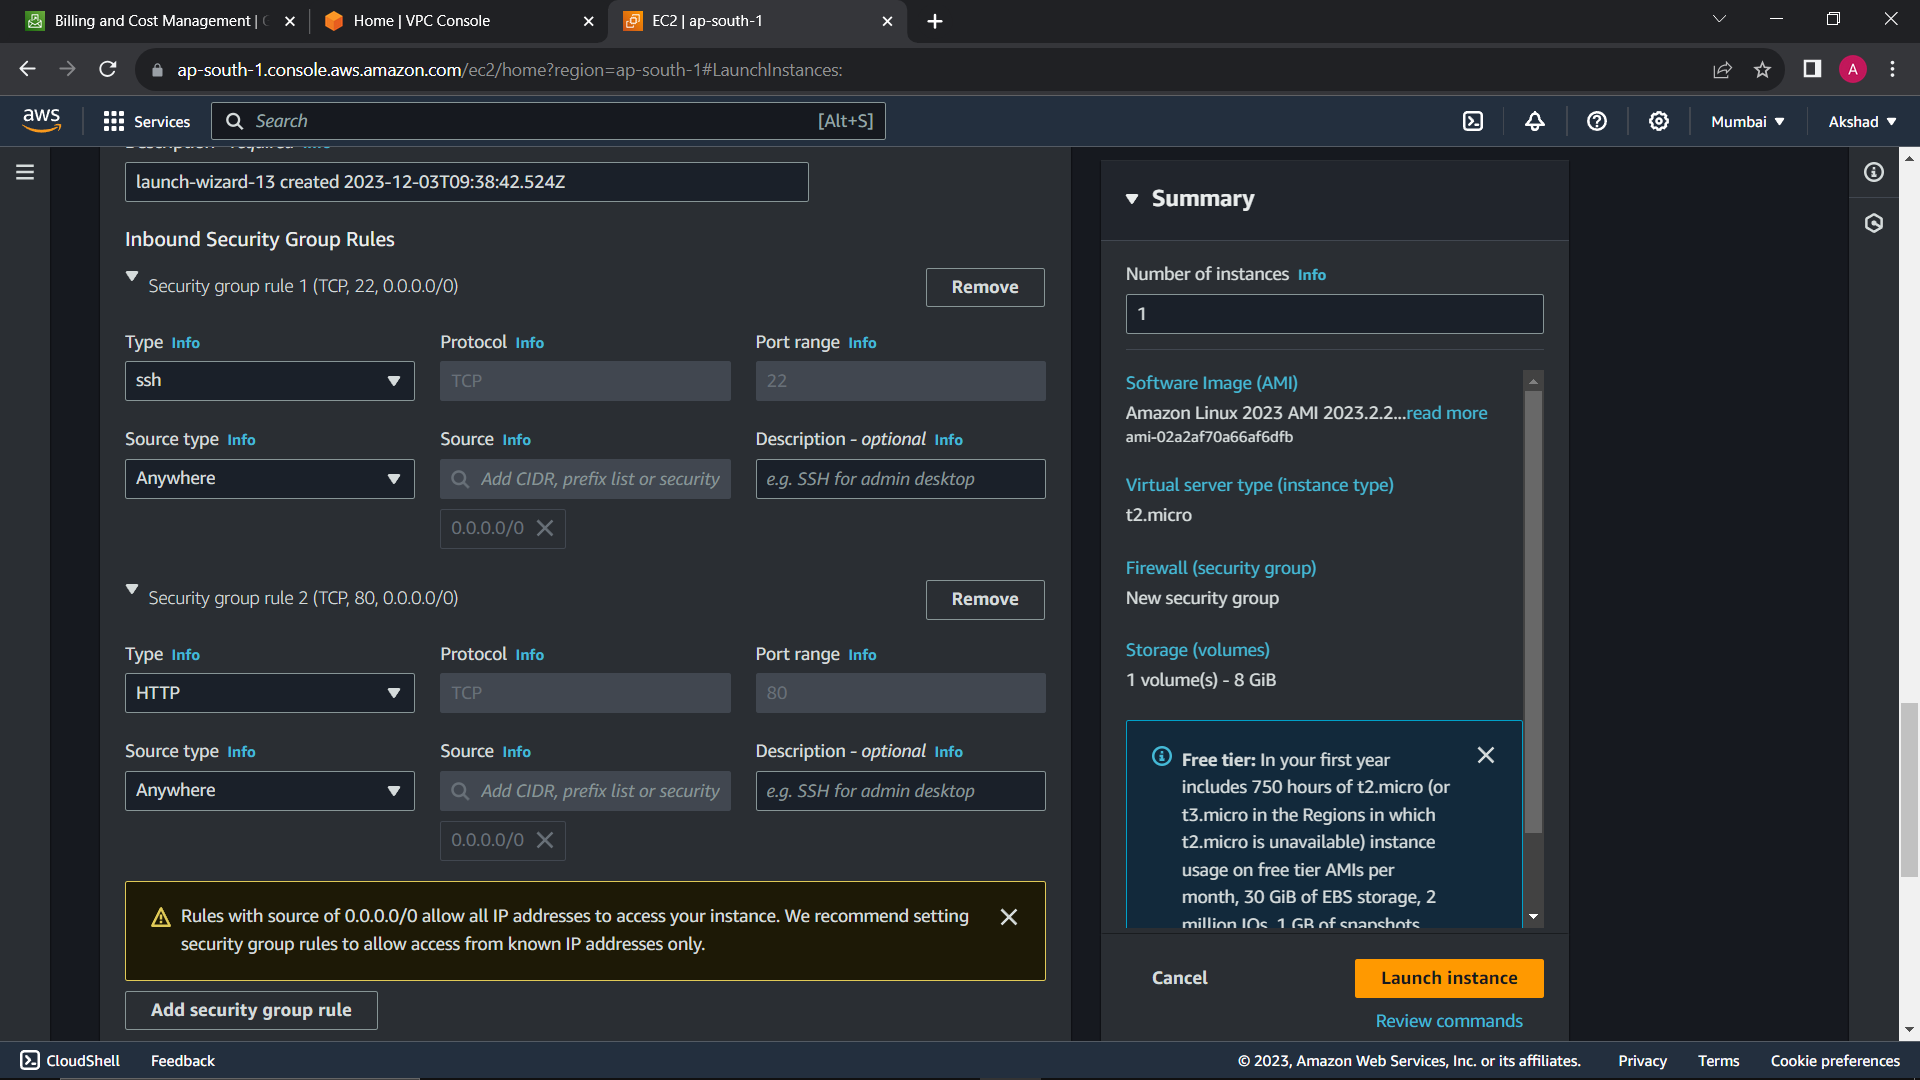 Billing and Cost Management |
Home | VPC Console
EC2 | ap-south-1
ap-south-1.console.aws.amazon.com/ec2/home?region=ap-south-1#LaunchInstances:
A
aws
Services
Search
[Alt+S]
Mumbai
Akshad
Description - required Info
launch-wizard-13 created 2023-12-03T09:38:42.524Z
Inbound Security Group Rules
Security group rule 1 (TCP, 22, 0.0.0.0/0)
Remove
Type Info
Protocol Info
Port range Info
ssh
TCP
22
Source type Info
Source Info
Description - optional Info
Anywhere
Add CIDR, prefix list or security
e.g. SSH for admin desktop
0.0.0.0/0
Security group rule 2 (TCP, 80, 0.0.0.0/0)
Remove
Type Info
Protocol Info
Port range Info
HTTP
TCP
80
Source type Info
Source Info
Description - optional Info
Anywhere
Add CIDR, prefix list or security
e.g. SSH for admin desktop
0.0.0.0/0
Rules with source of 0.0.0.0/0 allow all IP addresses to access your instance. We recommend setting
security group rules to allow access from known IP addresses only.
Add security group rule
Summary
Number of instances Info
1
Software Image (AMI)
Amazon Linux 2023 AMI 2023.2.2...read more
ami-02a2af70a66af6dfb
Virtual server type (instance type)
t2.micro
Firewall (security group)
New security group
Storage (volumes)
1 volume(s) - 8 GiB
Free tier: In your first year
includes 750 hours of t2.micro (or
t3.micro in the Regions in which
t2.micro is unavailable) instance
usage on free tier AMIs per
month, 30 GiB of EBS storage, 2
million IOs, 1 GB of snapshots
Cancel
Launch instance
Review commands
CloudShell
Feedback
© 2023, Amazon Web Services, Inc. or its affiliates.
Privacy
Terms
Cookie preferences